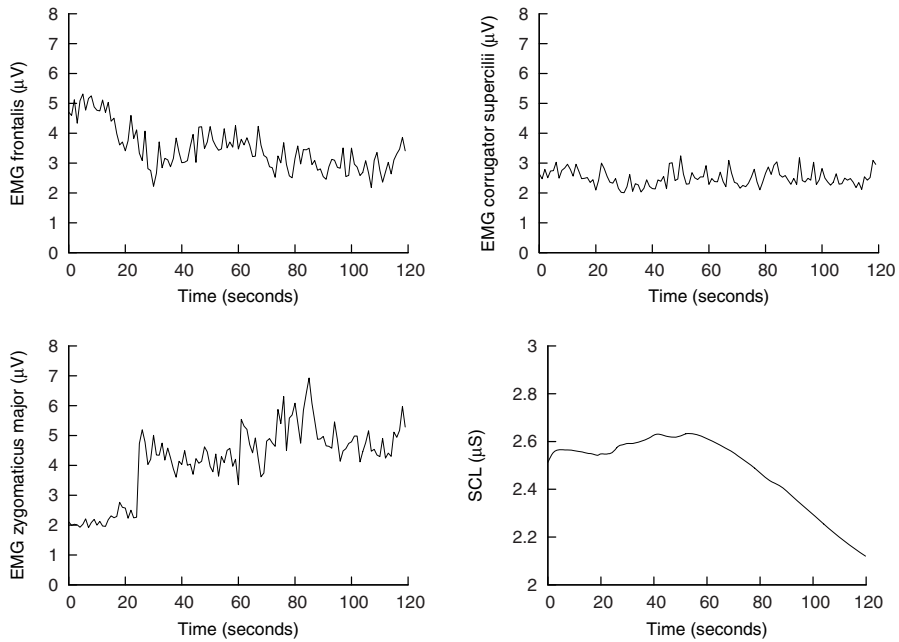 8
7
6
5
4
3
2
1
0
EMG frontalis (μV)
0 20 40 60 80 100 120
Time (seconds)
8
7
6
5
4
3
2
1
0
EMG corrugator supercilii (μV)
0 20 40 60 80 100 120
Time (seconds)
8
7
6
5
4
3
2
1
0
EMG zygomaticus major (μV)
0 20 40 60 80 100 120
Time (seconds)
3
2.8
2.6
2.4
2.2
2
SCL (μS)
0 20 40 60 80 100 120
Time (seconds)